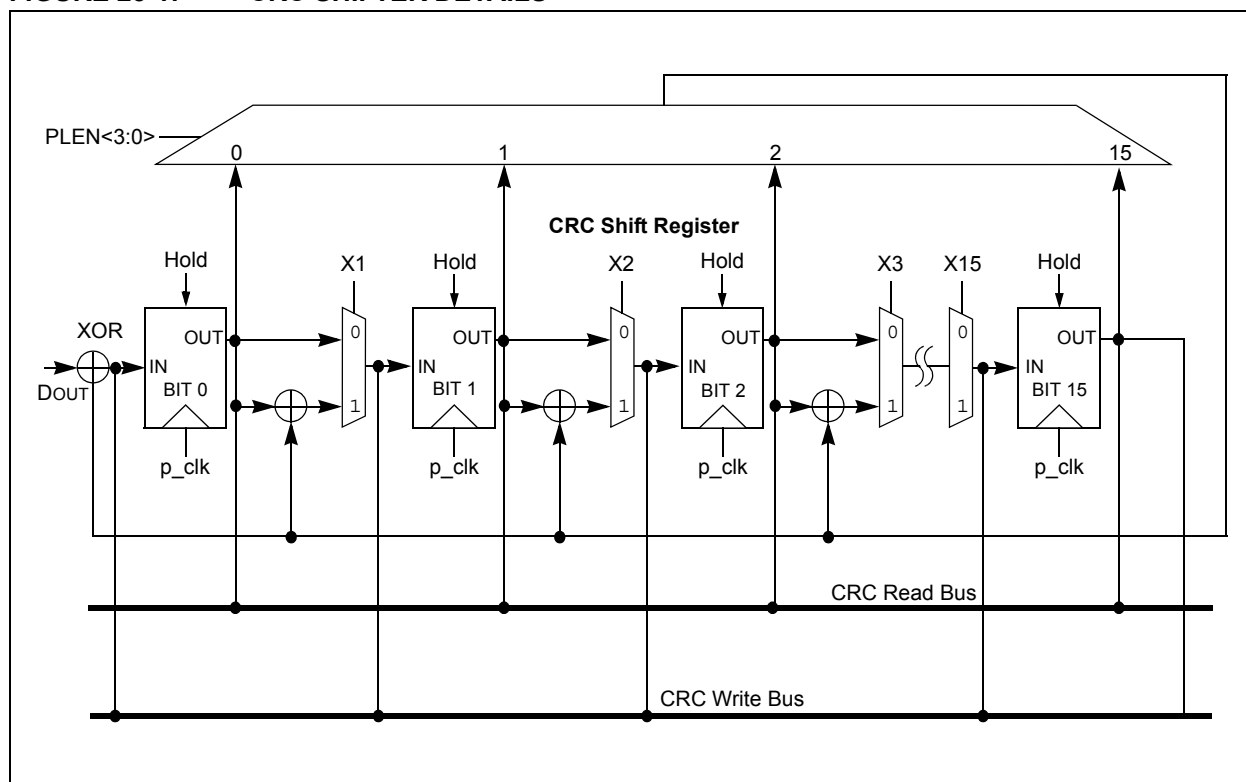 PLEN<3:0>
0 1 2 15
CRC Shift Register
Hold X1 Hold X2 Hold X3 X15 Hold
XOR
OUT 0 OUT 0 OUT 0 0 OUT
IN IN IN IN
DOUT
BIT 0 1 BIT 1 1 BIT 2 1 1 BIT 15
p_clk p_clk p_clk p_clk
CRC Read Bus
CRC Write Bus